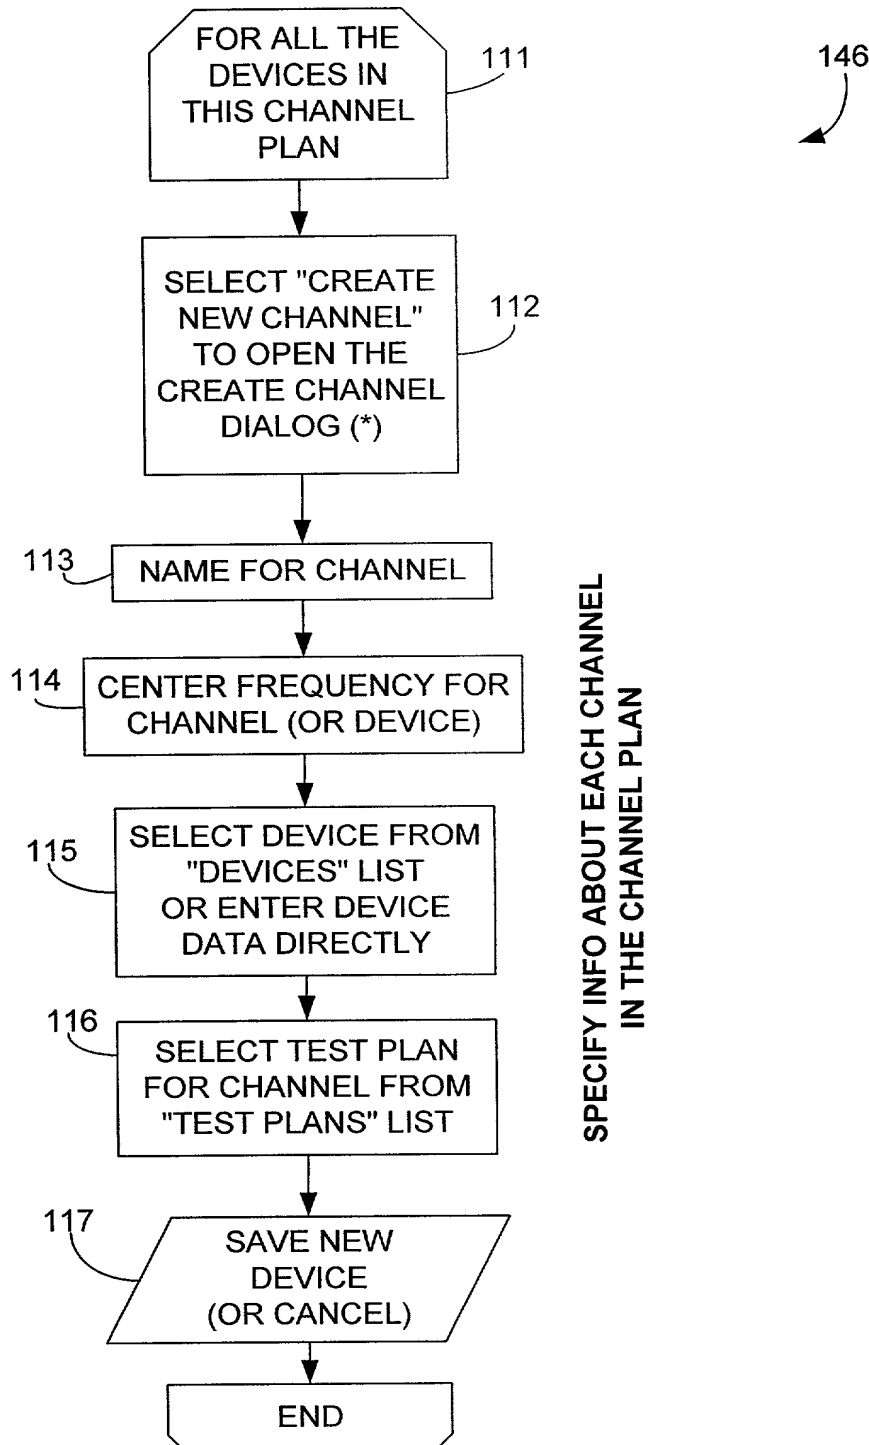 FOR ALL THE
DEVICES IN
THIS CHANNEL
PLAN
111
146
SELECT "CREATE
NEW CHANNEL"
TO OPEN THE
CREATE CHANNEL
DIALOG (*)
112
113
NAME FOR CHANNEL
114
CENTER FREQUENCY FOR
CHANNEL (OR DEVICE)
115
SELECT DEVICE FROM
"DEVICES" LIST
OR ENTER DEVICE
DATA DIRECTLY
116
SELECT TEST PLAN
FOR CHANNEL FROM
"TEST PLANS" LIST
117
SAVE NEW
DEVICE
(OR CANCEL)
END
SPECIFY INFO ABOUT EACH CHANNEL
IN THE CHANNEL PLAN